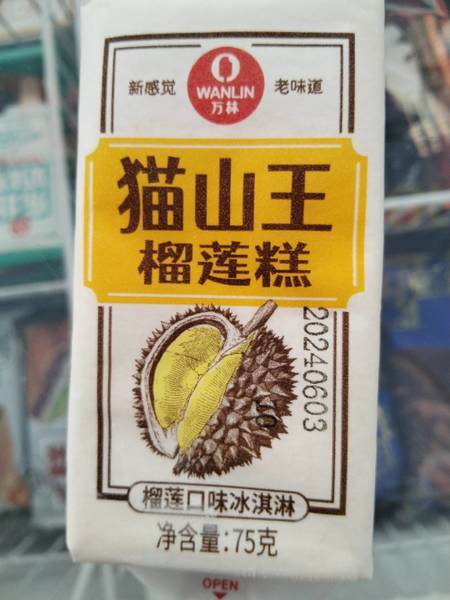 新感觉
WANLIN
万林
老味道
猫山王
榴莲糕
20240603
榴莲口味冰淇淋
净含量:75克
OPEN